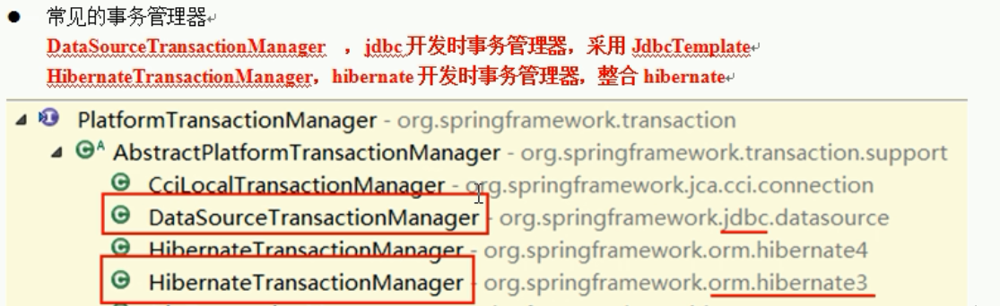 ● 常见的事务管理器
DataSourceTransactionManager ，jdbc 开发时事务管理器，采用 JdbcTemplate
HibernateTransactionManager，hibernate 开发时事务管理器，整合 hibernate
PlatformTransactionManager - org.springframework.transaction
AbstractPlatformTransactionManager - org.springframework.transaction.support
CciLocalTransactionManager - org.springframework.jca.cci.connection
DataSourceTransactionManager - org.springframework.jdbc.datasource
HibernateTransactionManager - org.springframework.orm.hibernate4
HibernateTransactionManager - org.springframework.orm.hibernate3